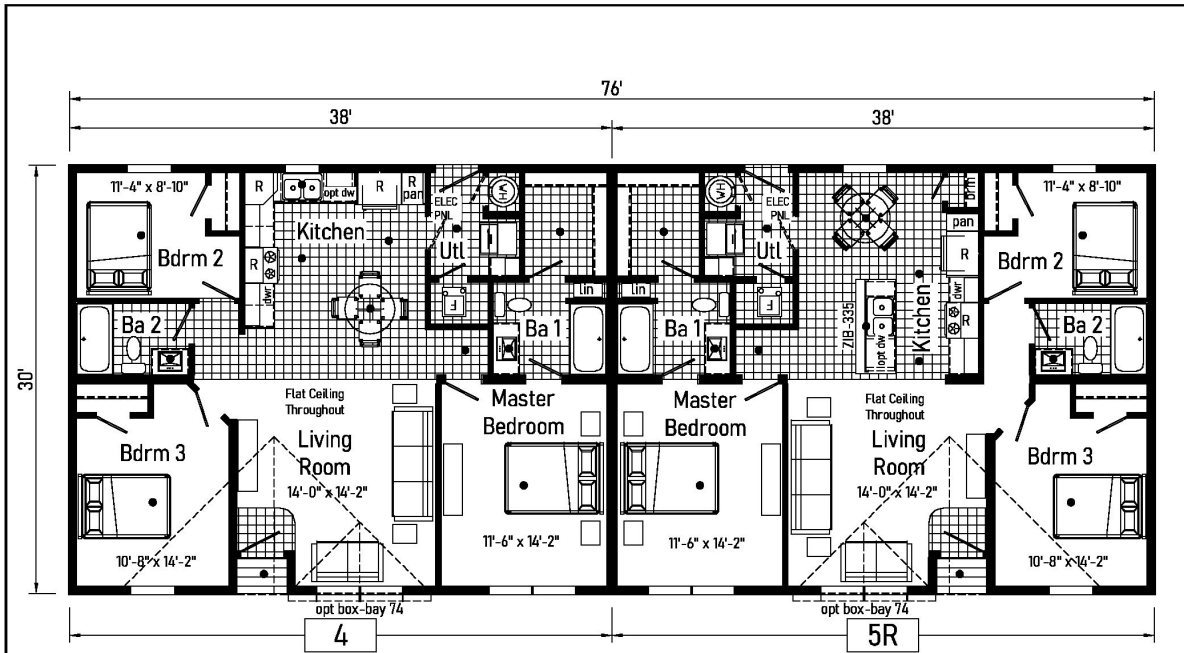 76'
38'
38'
30'
11'-4" x 8'-10"
Bdrm 2
R
opt dw
R
R
pan
Kitchen
R
dwr
ELEC
PNL
WH
Utl
F
Ba 2
lin
Ba 1
Flat Ceiling
Throughout
Living
Room
14'-0" x 14'-2"
Bdrm 3
10'-8" x 14'-2"
Master
Bedroom
11'-6" x 14'-2"
opt box-bay 74
4
WH
ELEC
PNL
Utl
F
lin
Ba 1
brm
pan
R
dwr
R
Kitchen
ZIB-335
opt dw
11'-4" x 8'-10"
Bdrm 2
Ba 2
Master
Bedroom
11'-6" x 14'-2"
Flat Ceiling
Throughout
Living
Room
14'-0" x 14'-2"
Bdrm 3
10'-8" x 14'-2"
opt box-bay 74
5R